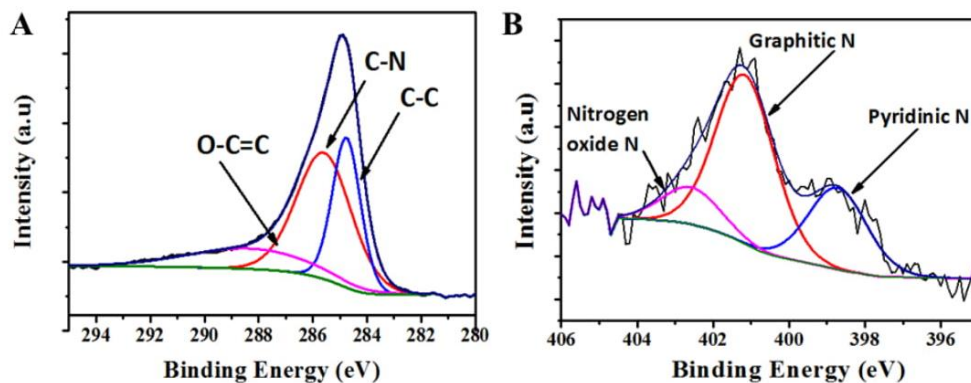 A
Intensity (a.u)
C-N
C-C
O-C=C
294 292 290 288 286 284 282 280
Binding Energy (eV)
B
Intensity (a.u)
Graphitic N
Nitrogen
oxide N
Pyridinic N
406 404 402 400 398 396
Binding Energy (eV)